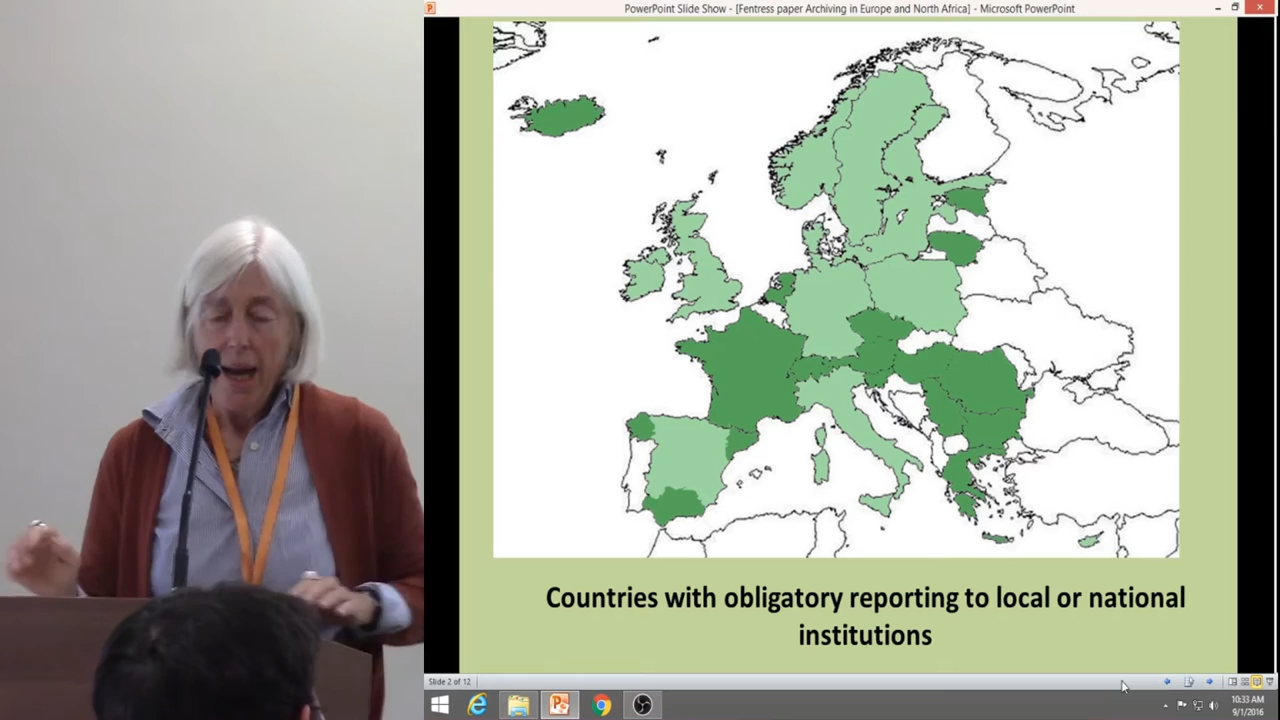 PowerPoint Slide Show - [Fentress paper Archiving in Europe and North Africa] - Microsoft PowerPoint
Countries with obligatory reporting to local or national
institutions
Slide 2 of 12
10:33 AM
9/1/2016